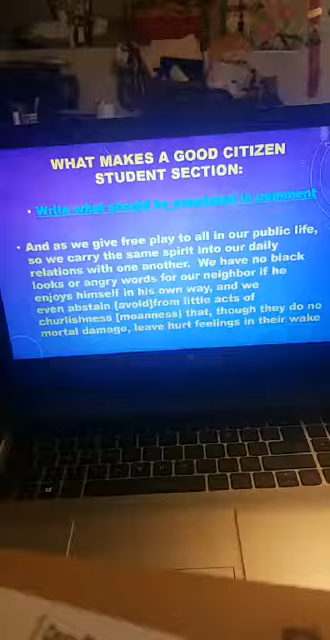 WHAT MAKES A GOOD CITIZEN
STUDENT SECTION:
• Write what should be annotated in comment
• And as we give free play to all in our public life,
so we carry the same spirit into our daily
relations with one another. We have no black
looks or angry words for our neighbor if he
enjoys himself in his own way, and we
even abstain [avoid]from little acts of
churlishness [meanness] that, though they do no
mortal damage, leave hurt feelings in their wake